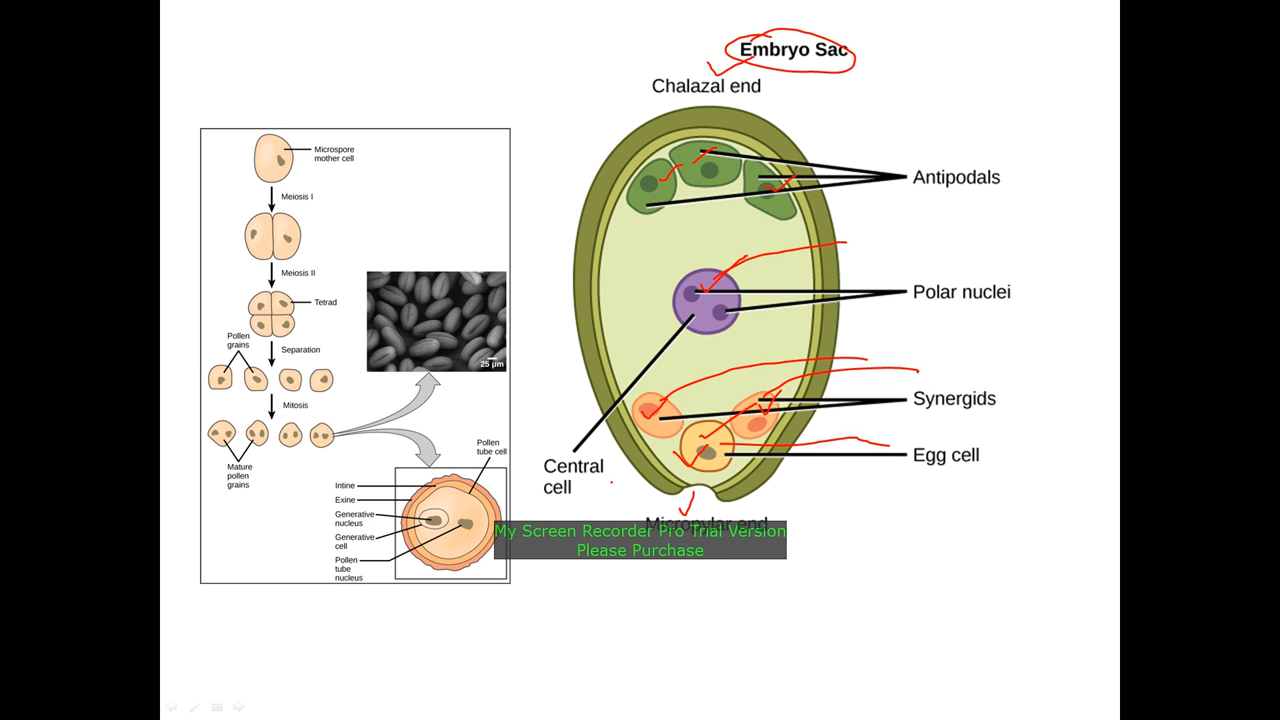 Embryo Sac
Chalazal end
Antipodals
Polar nuclei
Synergids
Egg cell
Central
cell
Micropylar end
My Screen Recorder Pro Trial Version
Please Purchase
Microspore
mother cell
Meiosis I
Meiosis II
Tetrad
Pollen
grains
Separation
25 μm
Mitosis
Mature
pollen
grains
Pollen
tube cell
Intine
Exine
Generative
nucleus
Generative
cell
Pollen
tube
nucleus